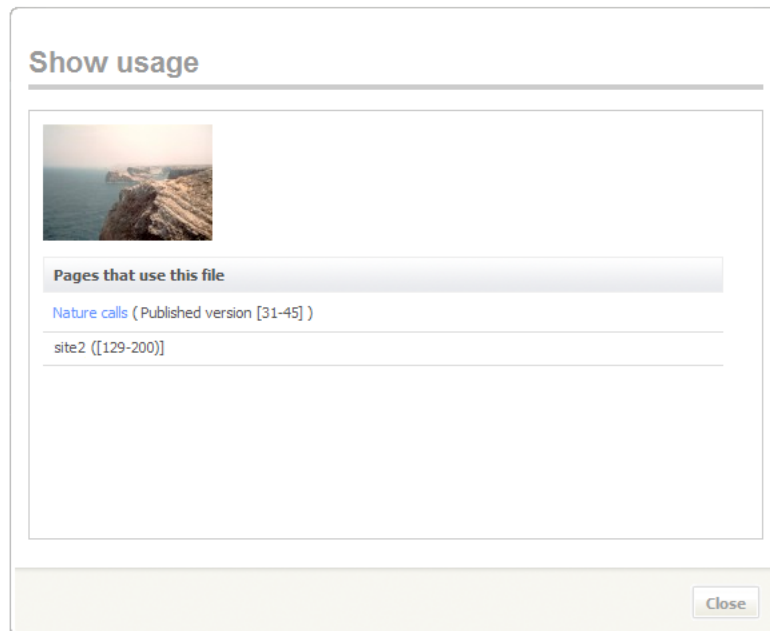 Show usage
Pages that use this file
Nature calls ( Published version [31-45] )
site2 ([129-200)]
Close